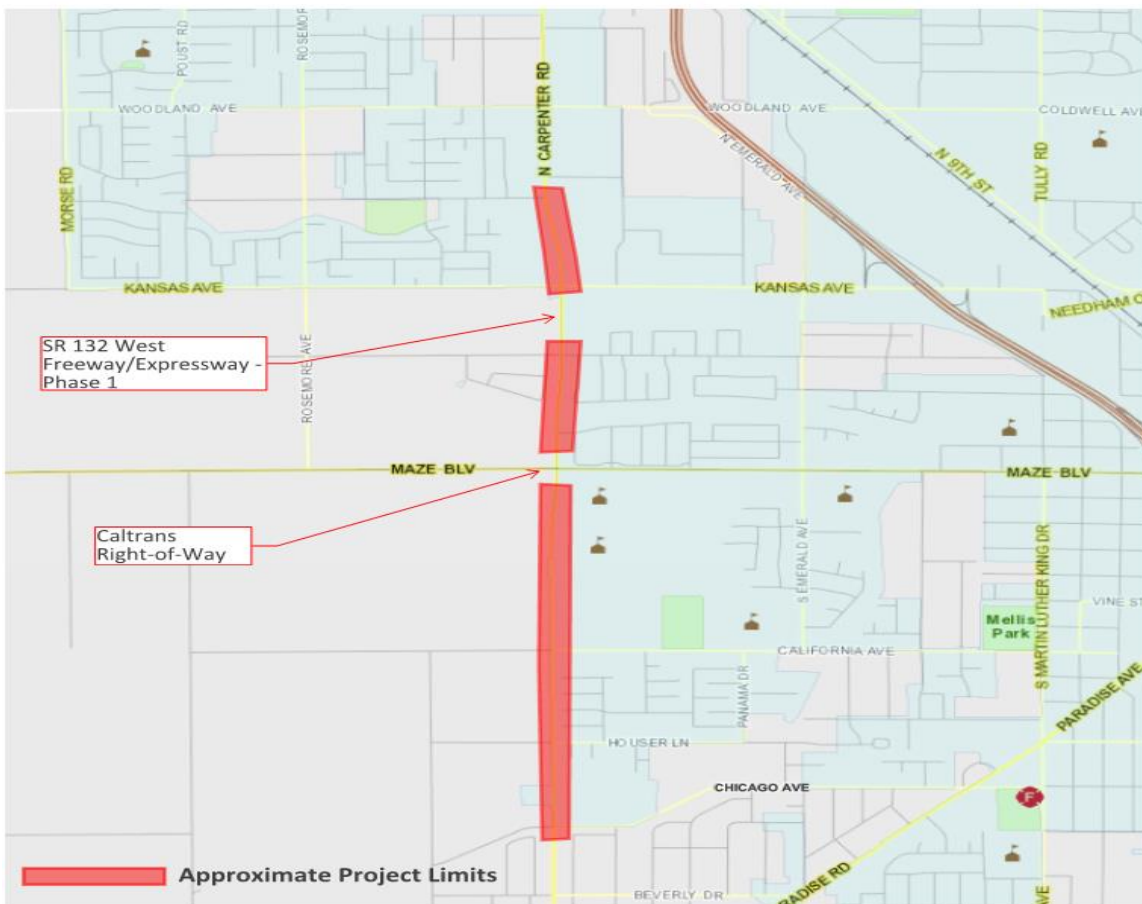 POUST RD
ROSEMOR
N CARPENTER RD
WOODLAND AVE
WOODLAND AVE
COLDWELL AVE
N EMERALD AVE
N 9TH ST
TULLY RD
MORSE RD
KANSAS AVE
KANSAS AVE
NEEDHAM
SR 132 West
Freeway/Expressway -
Phase 1
ROSEMORE AVE
MAZE BLV
MAZE BLV
Caltrans
Right-of-Way
S EMERALD AVE
S MARTIN LUTHER KING DR
VINE ST
Mellis
Park
CALIFORNIA AVE
PANAMA DR
PARADISE AVE
HOUSER LN
CHICAGO AVE
F
Approximate Project Limits
BEVERLY DR
RADISE RD
AVE